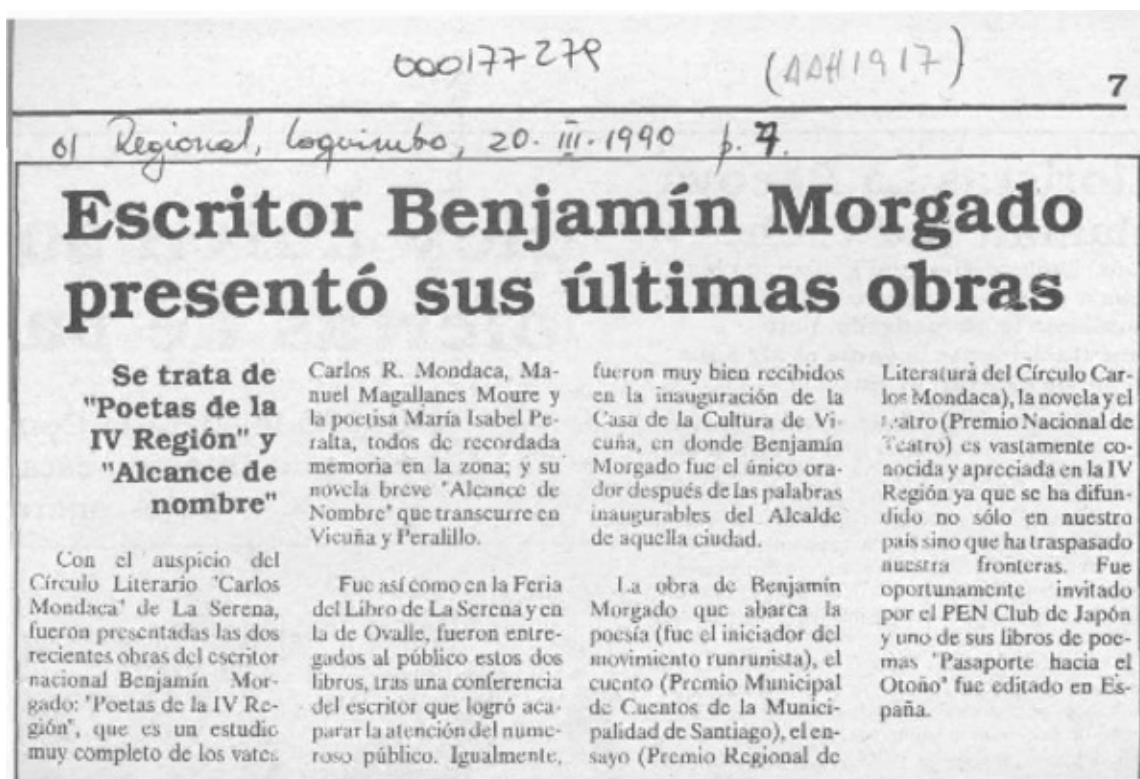 000177279
(AAH1917)
7
el Regional, Coquimbo, 20. III. 1990 p. 7.
Escritor Benjamín Morgado
presentó sus últimas obras
Se trata de
"Poetas de la
IV Región" y
"Alcance de
nombre"
Con el auspicio del
Círculo Literario "Carlos
Mondaca" de La Serena,
fueron presentadas las dos
recientes obras del escritor
nacional Benjamín Mor-
gado: "Poetas de la IV Re-
gión", que es un estudio
muy completo de los vates
Carlos R. Mondaca, Ma-
nuel Magallanes Moure y
la poetisa María Isabel Pe-
ralta, todos de recordada
memoria en la zona; y su
novela breve "Alcance de
Nombre" que transcurre en
Vicuña y Peralillo.
Fue así como en la Feria
del Libro de La Serena y en
la de Ovalle, fueron entre-
gados al público estos dos
libros, tras una conferencia
del escritor que logró aca-
parar la atención del nume-
roso público. Igualmente,
fueron muy bien recibidos
en la inauguración de la
Casa de la Cultura de Vi-
cuña, en donde Benjamín
Morgado fue el único ora-
dor después de las palabras
inaugurables del Alcalde
de aquella ciudad.
La obra de Benjamín
Morgado que abarca la
poesía (fue el iniciador del
movimiento runrunista), el
cuento (Premio Municipal
de Cuentos de la Munici-
palidad de Santiago), el en-
sayo (Premio Regional de
Literatura del Círculo Car-
los Mondaca), la novela y el
teatro (Premio Nacional de
Teatro) es vastamente co-
nocida y apreciada en la IV
Región ya que se ha difun-
dido no sólo en nuestro
país sino que ha traspasado
nuestra fronteras. Fue
oportunamente invitado
por el PEN Club de Japón
y uno de sus libros de poe-
mas "Pasaporte hacia el
Otoño" fue editado en Es-
paña.